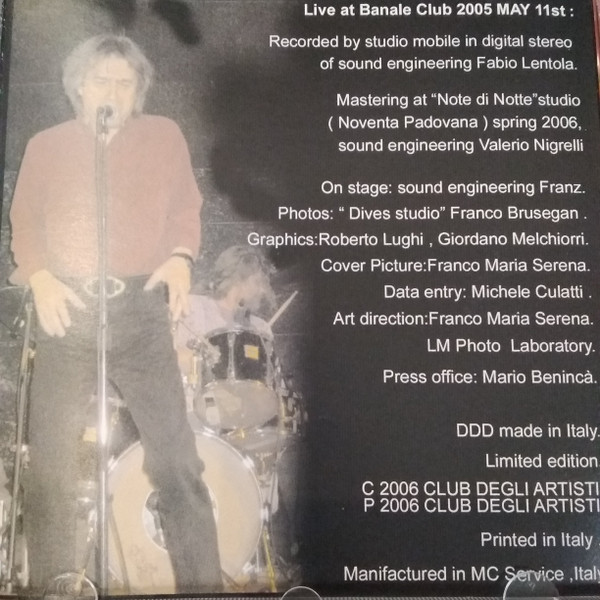 Live at Banale Club 2005 MAY 11st :
Recorded by studio mobile in digital stereo
of sound engineering Fabio Lentola.
Mastering at “Note di Notte”studio
( Noventa Padovana ) spring 2006,
sound engineering Valerio Nigrelli
On stage: sound engineering Franz.
Photos: “ Dives studio” Franco Brusegan .
Graphics:Roberto Lughi , Giordano Melchiorri.
Cover Picture:Franco Maria Serena.
Data entry: Michele Culatti .
Art direction:Franco Maria Serena.
LM Photo Laboratory.
Press office: Mario Benincà.
DDD made in Italy.
Limited edition
C 2006 CLUB DEGLI ARTISTI
P 2006 CLUB DEGLI ARTISTI
Printed in Italy .
Manifactured in MC Service ,Italy